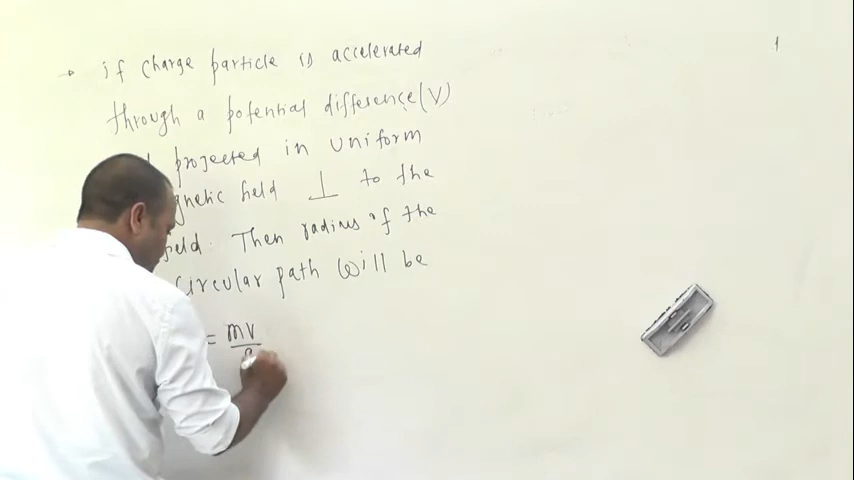 → if charge particle is accelerated
through a potential difference (V)
projected in uniform
gnetic field ⊥ to the
field. Then radius of the
circular path will be
= mv